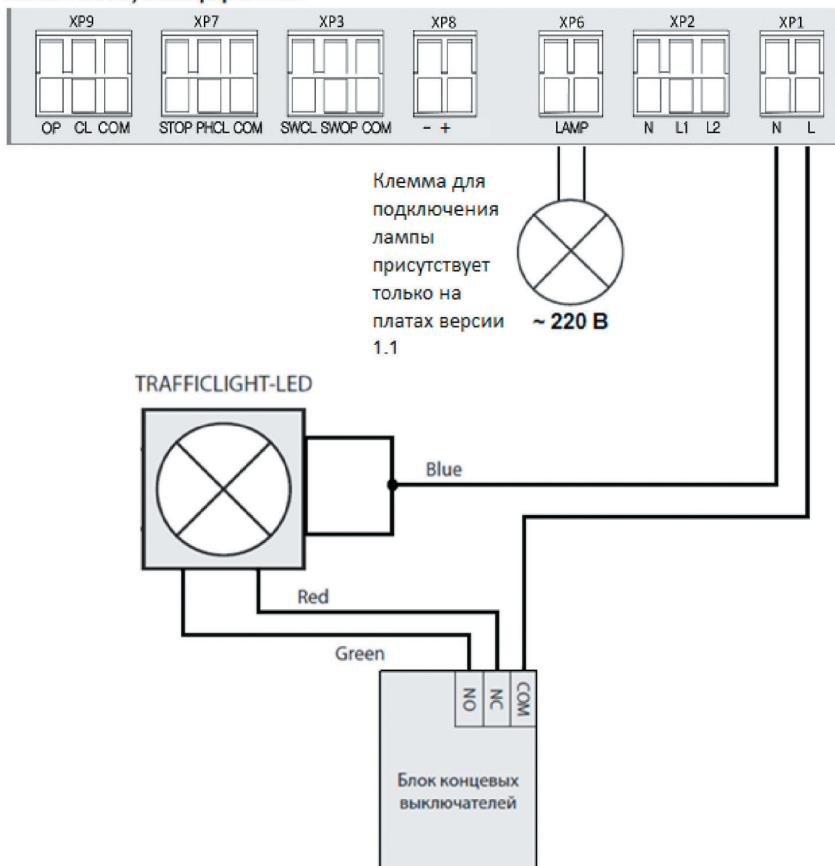 XP9 XP7 XP3 XP8 XP6 XP2 XP1
OP CL COM STOP PHCL COM SWCL SWOP COM - + LAMP N L1 L2 N L
Клемма для
подключения
лампы
присутствует
только на
платах версии
1.1
~ 220 В
TRAFFICLIGHT-LED
Blue
Red
Green
NO NC COM
Блок концевых
выключателей